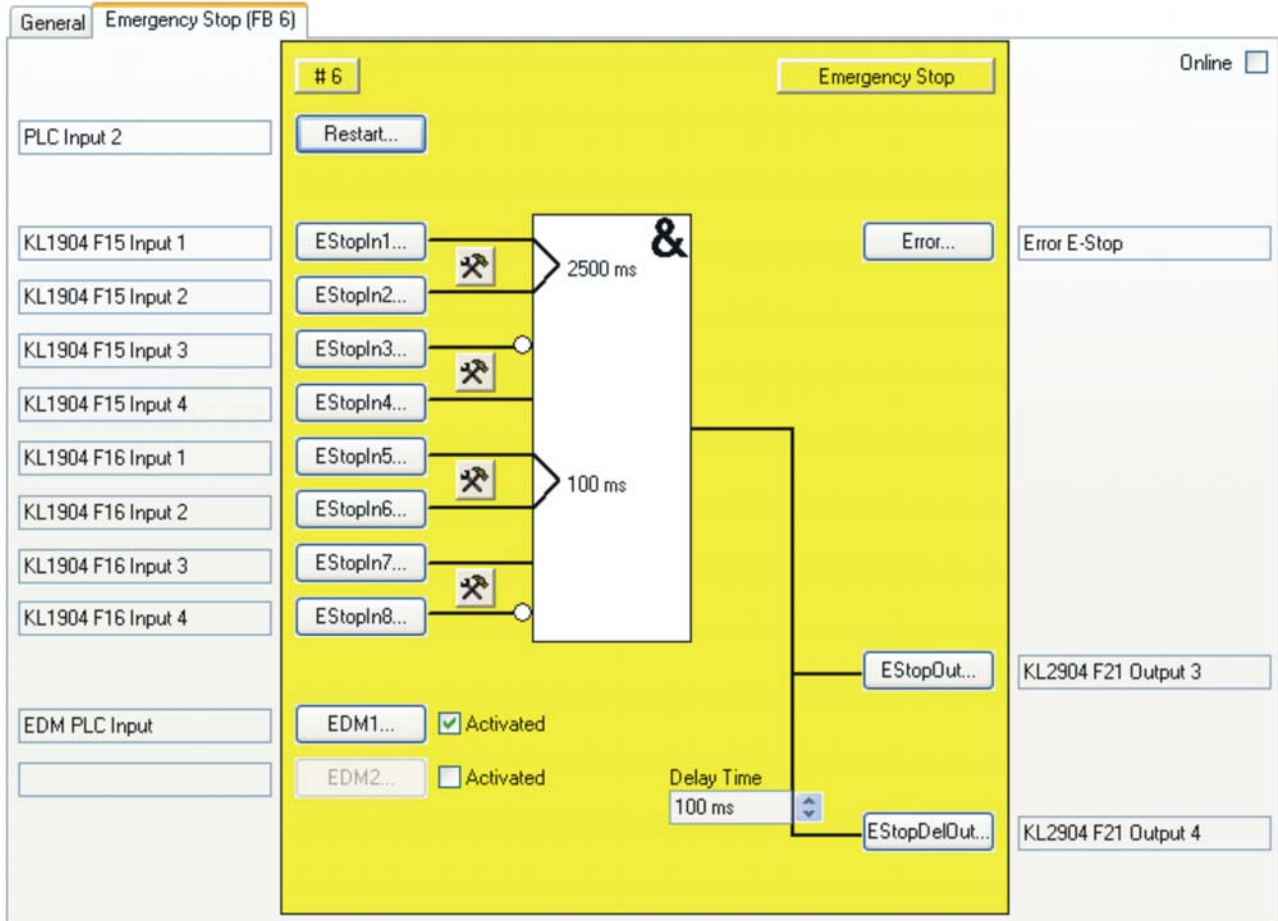 General
Emergency Stop (FB 6)
Online
# 6
Emergency Stop
PLC Input 2
Restart...
&
KL1904 F15 Input 1
EStopIn1...
2500 ms
Error...
Error E-Stop
KL1904 F15 Input 2
EStopIn2...
KL1904 F15 Input 3
EStopIn3...
KL1904 F15 Input 4
EStopIn4...
KL1904 F16 Input 1
EStopIn5...
100 ms
KL1904 F16 Input 2
EStopIn6...
KL1904 F16 Input 3
EStopIn7...
KL1904 F16 Input 4
EStopIn8...
EStopOut...
KL2904 F21 Output 3
EDM PLC Input
EDM1...
Activated
EDM2...
Activated
Delay Time
100 ms
EStopDelOut...
KL2904 F21 Output 4